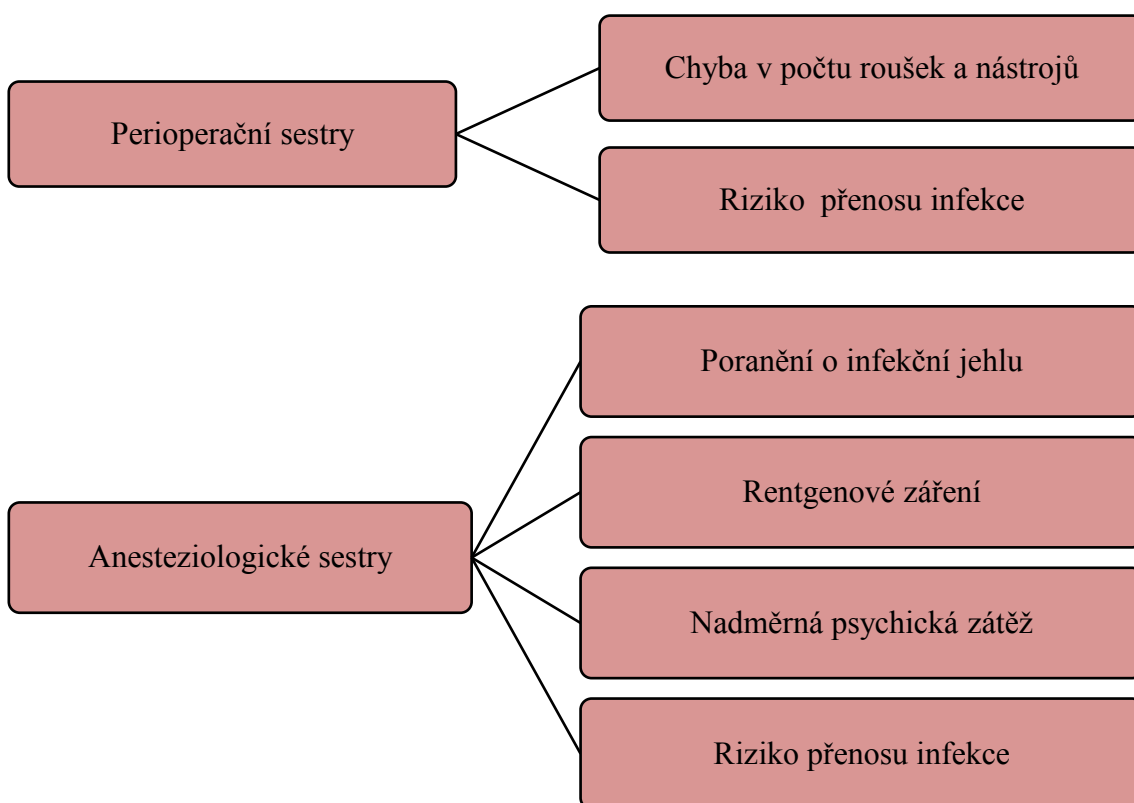 Perioperační sestry
Chyba v počtu roušek a nástrojů
Riziko  přenosu infekce
Anesteziologické sestry
Poranění o infekční jehlu
Rentgenové záření
Nadměrná psychická zátěž
Riziko přenosu infekce